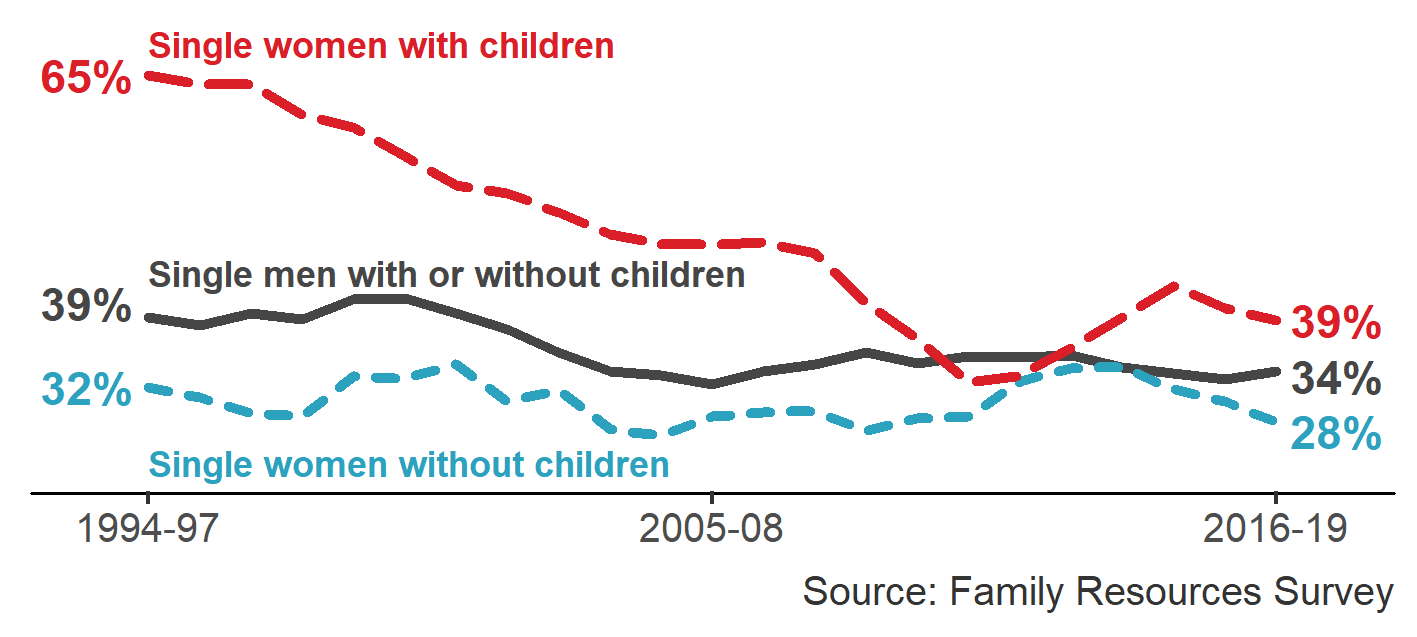 Single women with children
65%
Single men with or without children
39%
39%
34%
32%
28%
Single women without children
1994-97 2005-08 2016-19
Source: Family Resources Survey